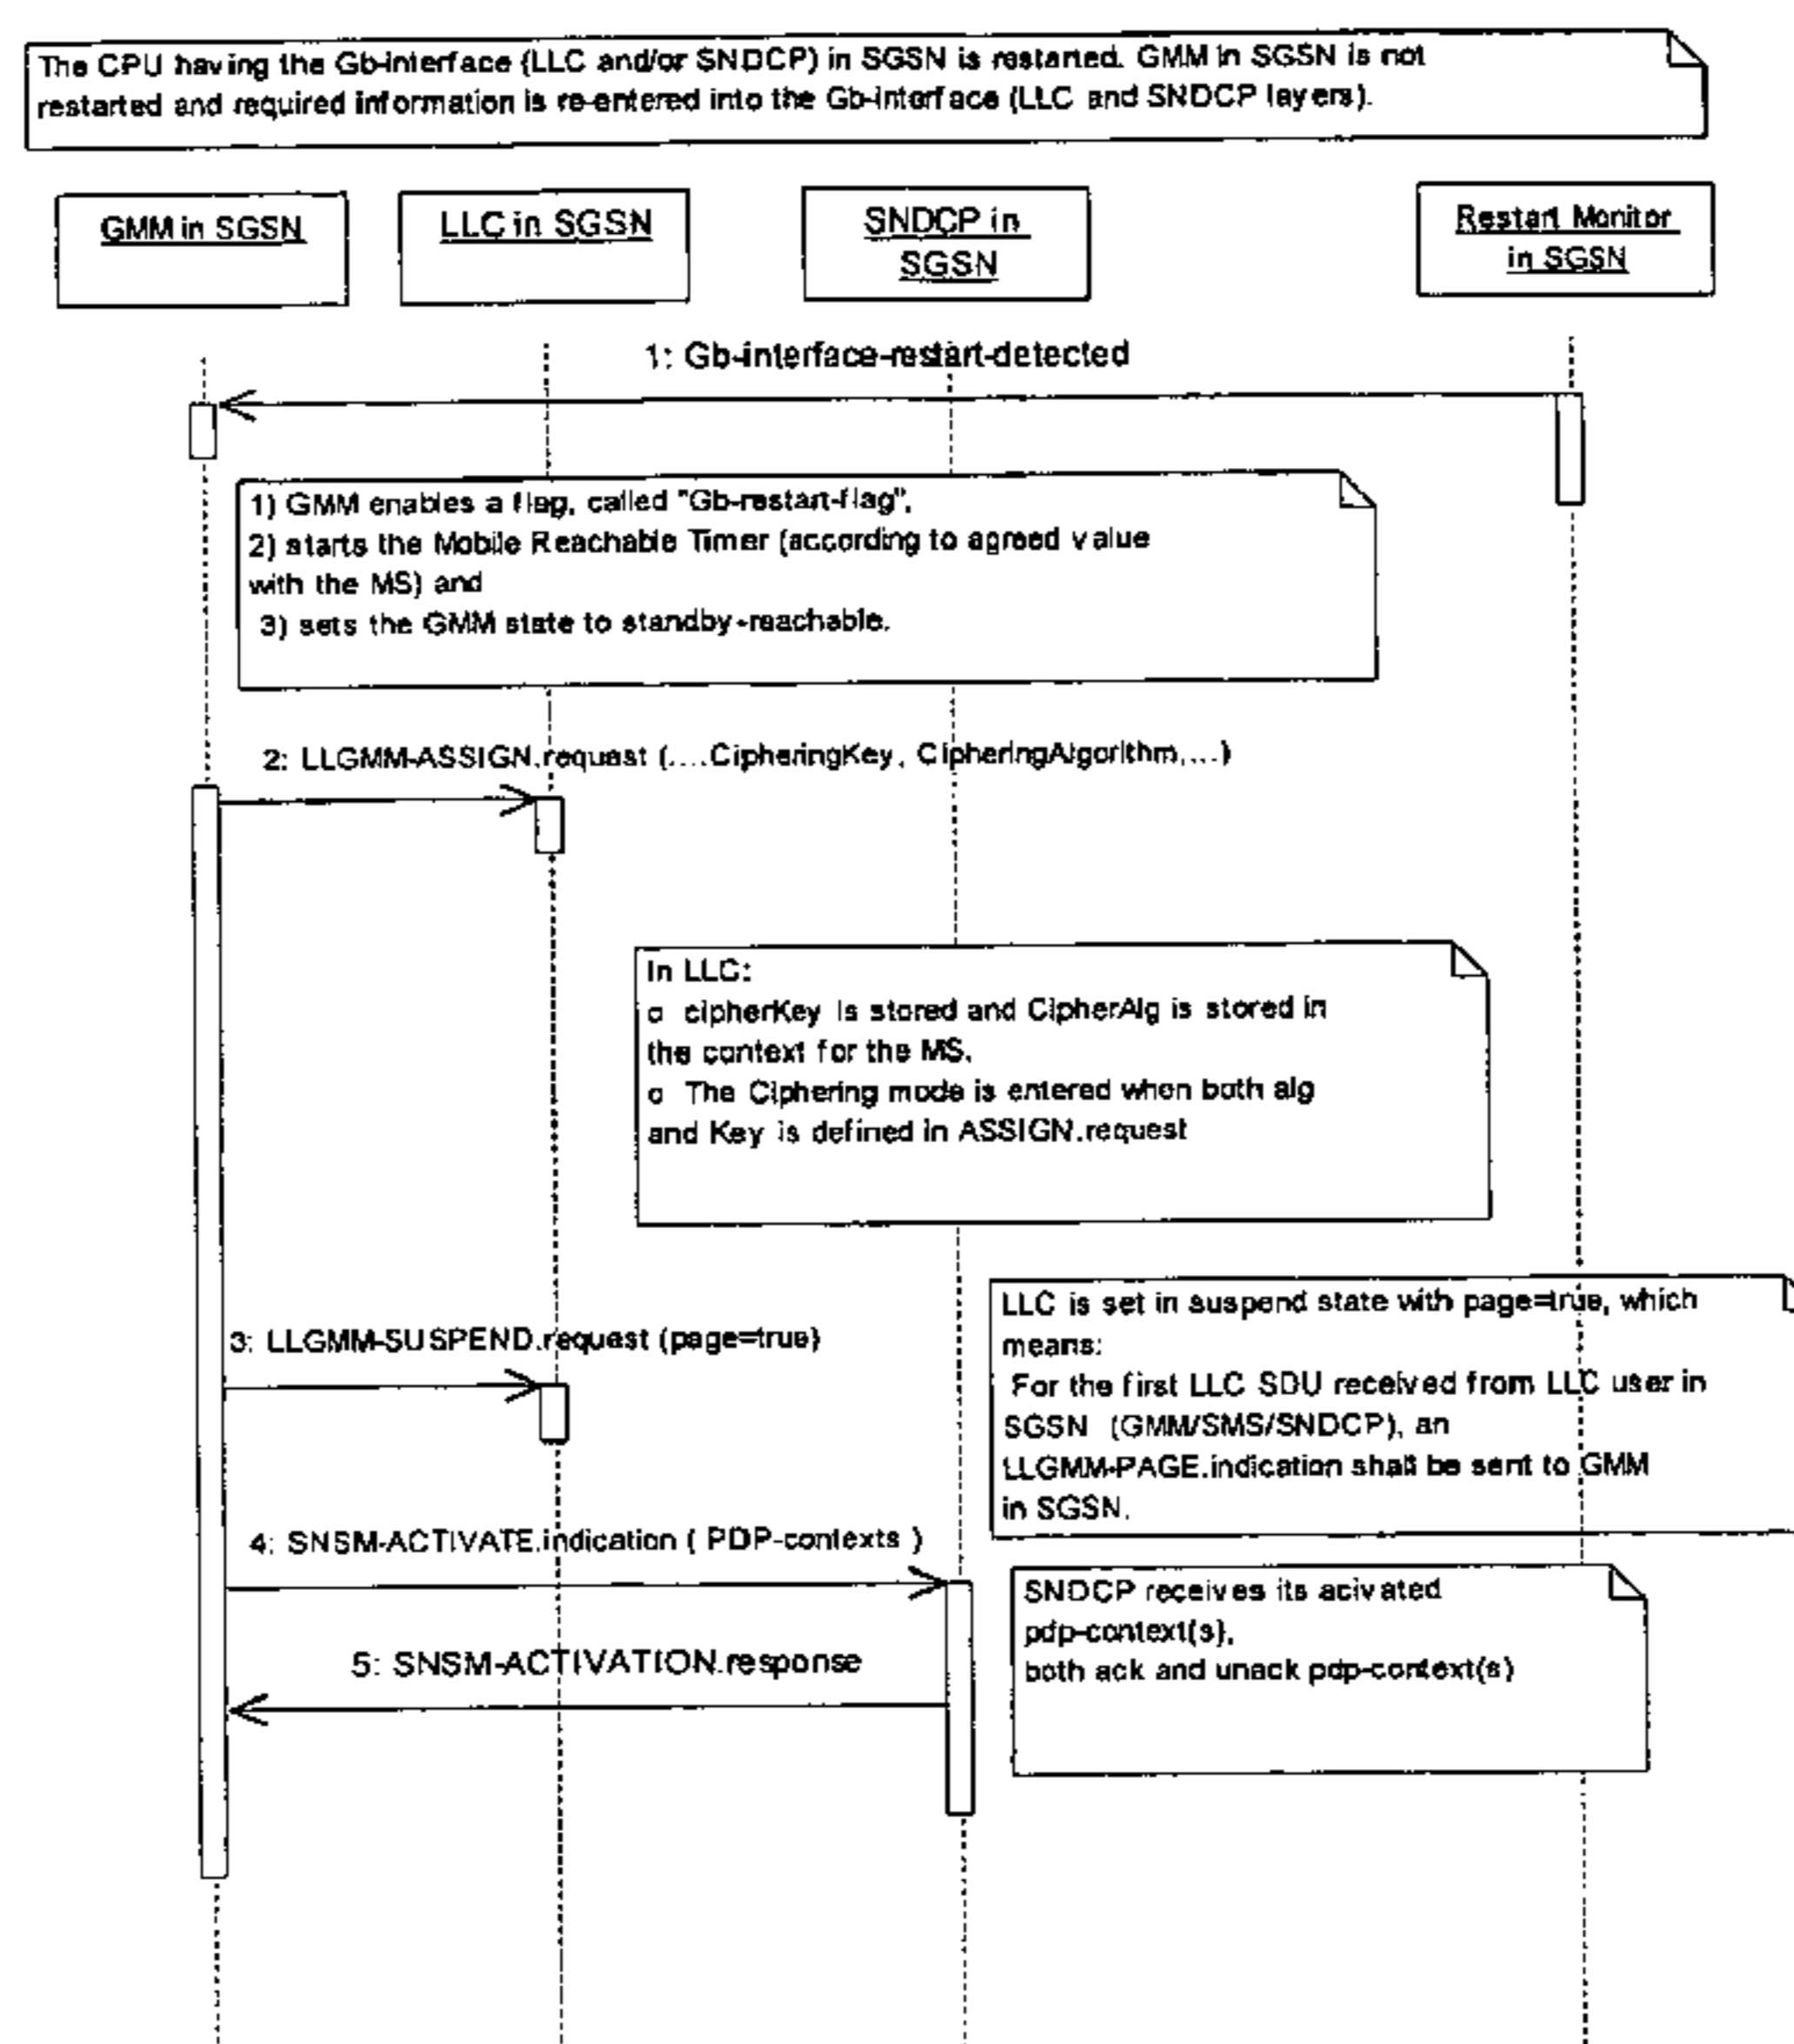 The CPU having the Gb-interface (LLC and/or SNDCP) in SGSN is restarted. GMM in SGSN is not
restarted and required information is re-entered into the Gb-interface (LLC and SNDCP layers).
GMM in SGSN
LLC in SGSN
SNDCP in
SGSN
Restart Monitor
in SGSN
1: Gb-interface-restart-detected
1) GMM enables a flag, called "Gb-restart-flag",
2) starts the Mobile Reachable Timer (according to agreed value
with the MS) and
3) sets the GMM state to standby-reachable.
2: LLGMM-ASSIGN.request (....CipheringKey, CipheringAlgorithm,...)
In LLC:
o cipherKey is stored and CipherAlg is stored in
the context for the MS.
o The Ciphering mode is entered when both alg
and Key is defined in ASSIGN.request
LLC is set in suspend state with page=true, which
means:
For the first LLC SDU received from LLC user in
SGSN (GMM/SMS/SNDCP), an
LLGMM-PAGE.indication shall be sent to GMM
in SGSN.
3: LLGMM-SUSPEND.request (page=true)
4: SNSM-ACTIVATE.indication ( PDP-contexts )
SNDCP receives its acivated
pdp-context(s),
both ack and unack pdp-context(s)
5: SNSM-ACTIVATION.response